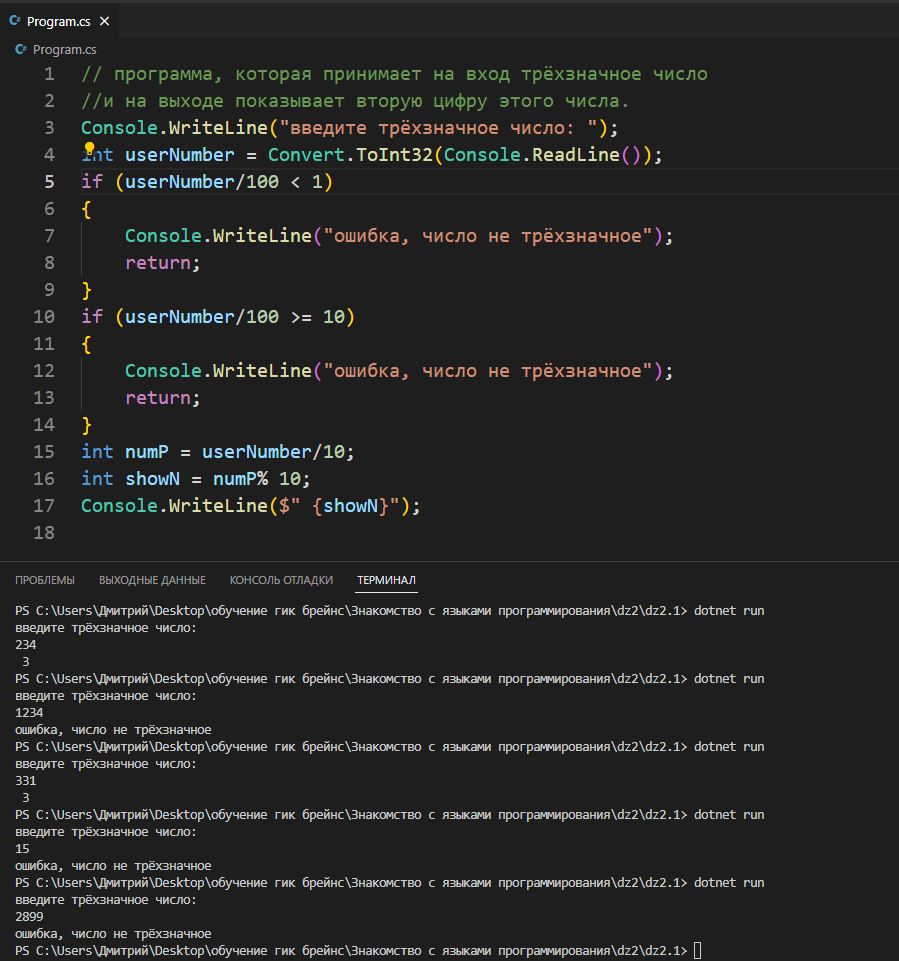 Program.cs
Program.cs
1 // программа, которая принимает на вход трёхзначное число
2 //и на выходе показывает вторую цифру этого числа.
3 Console.WriteLine("введите трёхзначное число: ");
4 int userNumber = Convert.ToInt32(Console.ReadLine());
5 if (userNumber/100 < 1)
6 {
7 Console.WriteLine("ошибка, число не трёхзначное");
8 return;
9 }
10 if (userNumber/100 >= 10)
11 {
12 Console.WriteLine("ошибка, число не трёхзначное");
13 return;
14 }
15 int numP = userNumber/10;
16 int showN = numP% 10;
17 Console.WriteLine($" {showN}");
18
ПРОБЛЕМЫ ВЫХОДНЫЕ ДАННЫЕ КОНСОЛЬ ОТЛАДКИ ТЕРМИНАЛ
PS C:\Users\Дмитрий\Desktop\обучение гик брейнс\Знакомство с языками программирования\dz2\dz2.1> dotnet run
введите трёхзначное число:
234
3
PS C:\Users\Дмитрий\Desktop\обучение гик брейнс\Знакомство с языками программирования\dz2\dz2.1> dotnet run
введите трёхзначное число:
1234
ошибка, число не трёхзначное
PS C:\Users\Дмитрий\Desktop\обучение гик брейнс\Знакомство с языками программирования\dz2\dz2.1> dotnet run
введите трёхзначное число:
331
3
PS C:\Users\Дмитрий\Desktop\обучение гик брейнс\Знакомство с языками программирования\dz2\dz2.1> dotnet run
введите трёхзначное число:
15
ошибка, число не трёхзначное
PS C:\Users\Дмитрий\Desktop\обучение гик брейнс\Знакомство с языками программирования\dz2\dz2.1> dotnet run
введите трёхзначное число:
2899
ошибка, число не трёхзначное
PS C:\Users\Дмитрий\Desktop\обучение гик брейнс\Знакомство с языками программирования\dz2\dz2.1>